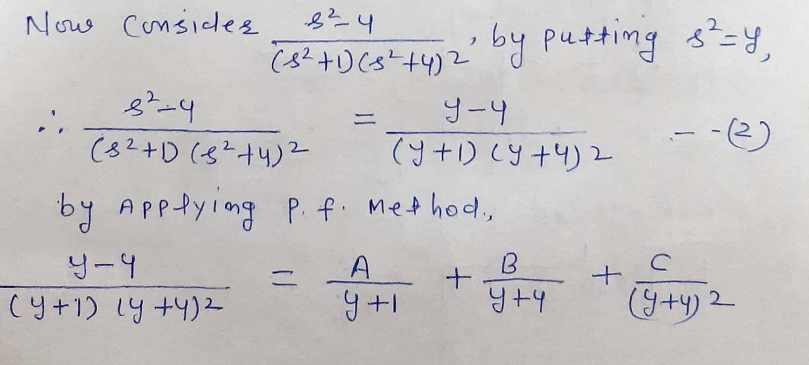 Now Consider s²-4 / (s²+1)(s²+4)2, by putting s²=y,
∴ s²-4 / (s²+1)(s²+4)2 = y-4 / (y+1)(y+4)2 --(2)
by Applying P.f. Method.,
y-4 / (y+1)(y+4)2 = A / y+1 + B / y+4 + C / (y+4)2